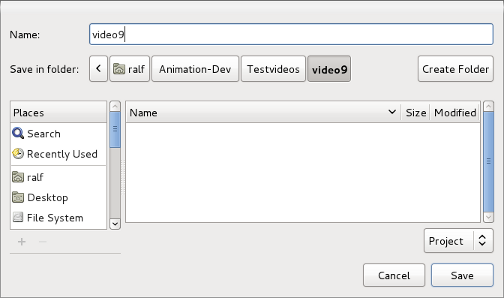 Name: video9
Save in folder: < ralf Animation-Dev Testvideos video9 Create Folder
Places Name Size Modified
Search
Recently Used
ralf
Desktop
File System
+ −
Project
Cancel Save